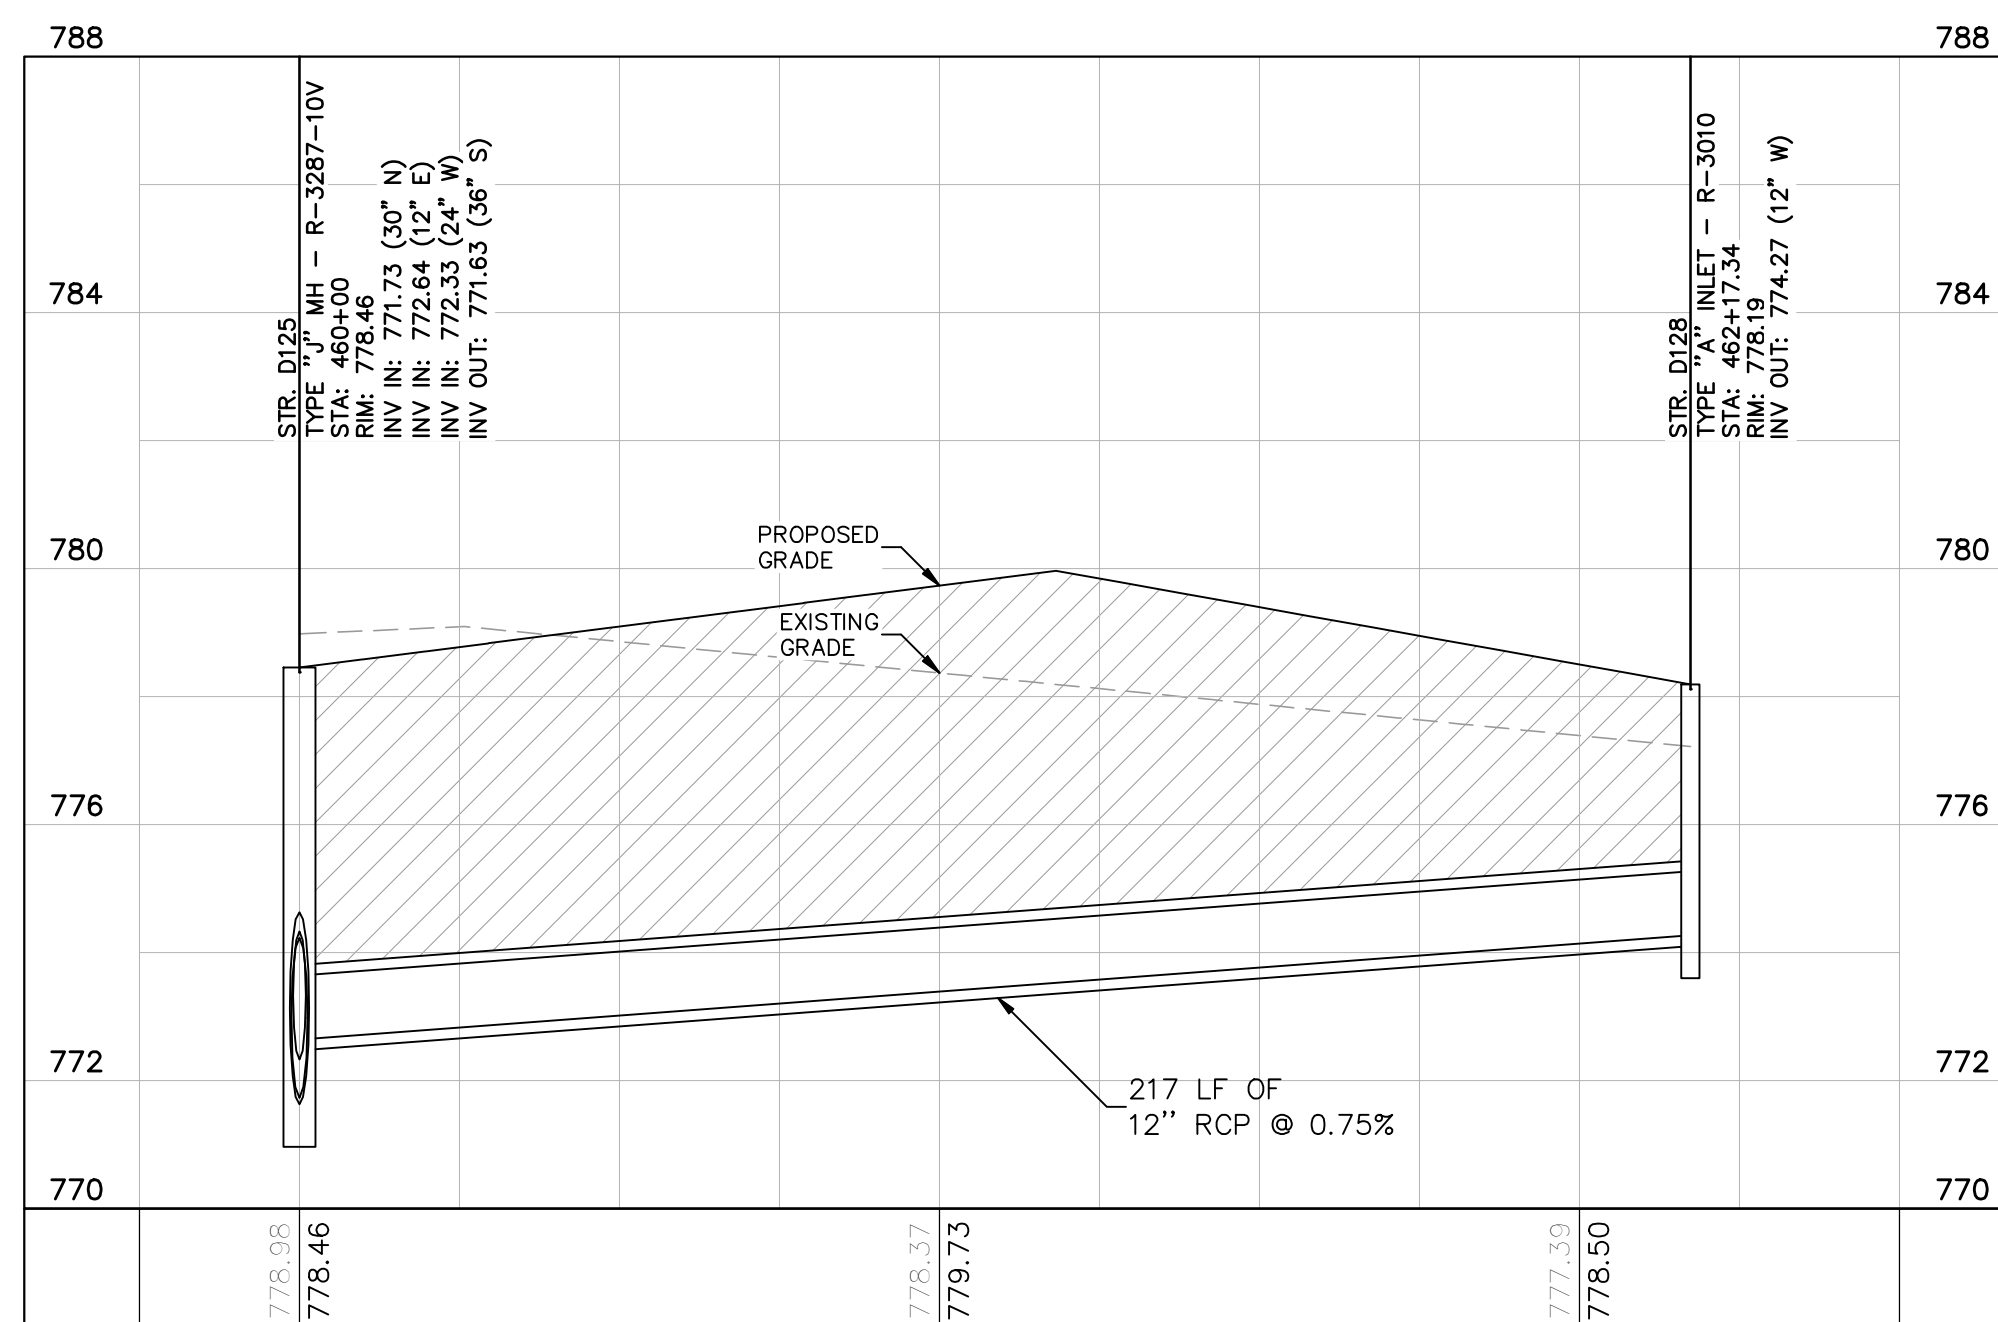 788
788
STR. D125
TYPE "J" MH – R–3287–10V
STA: 460+00
RIM: 778.46
INV IN: 771.73 (30" N)
INV IN: 772.64 (12" E)
INV IN: 772.33 (24" W)
INV OUT: 771.63 (36" S)
STR. D128
TYPE "A" INLET – R–3010
STA: 462+17.34
RIM: 778.19
INV OUT: 774.27 (12" W)
784
784
PROPOSED
GRADE
780
780
EXISTING
GRADE
776
776
772
772
217 LF OF
12" RCP @ 0.75%
770
770
778.98
778.46
778.37
779.73
777.39
778.50